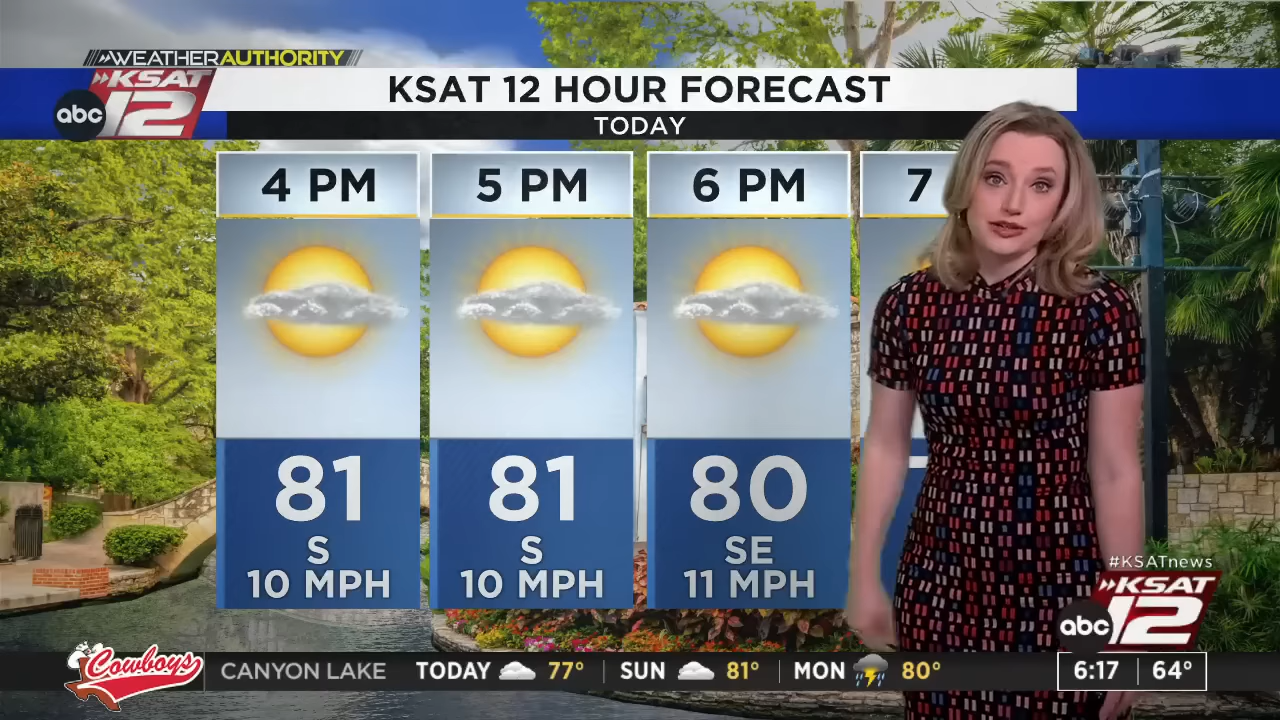 WEATHERAUTHORITY
KSAT
abc 12
KSAT 12 HOUR FORECAST
TODAY
4 PM
5 PM
6 PM
7
81
S
10 MPH
81
S
10 MPH
80
SE
11 MPH
#KSATnews
KSAT
abc 12
Cowboys
CANYON LAKE TODAY 77° SUN 81° MON 80°
6:17 64°